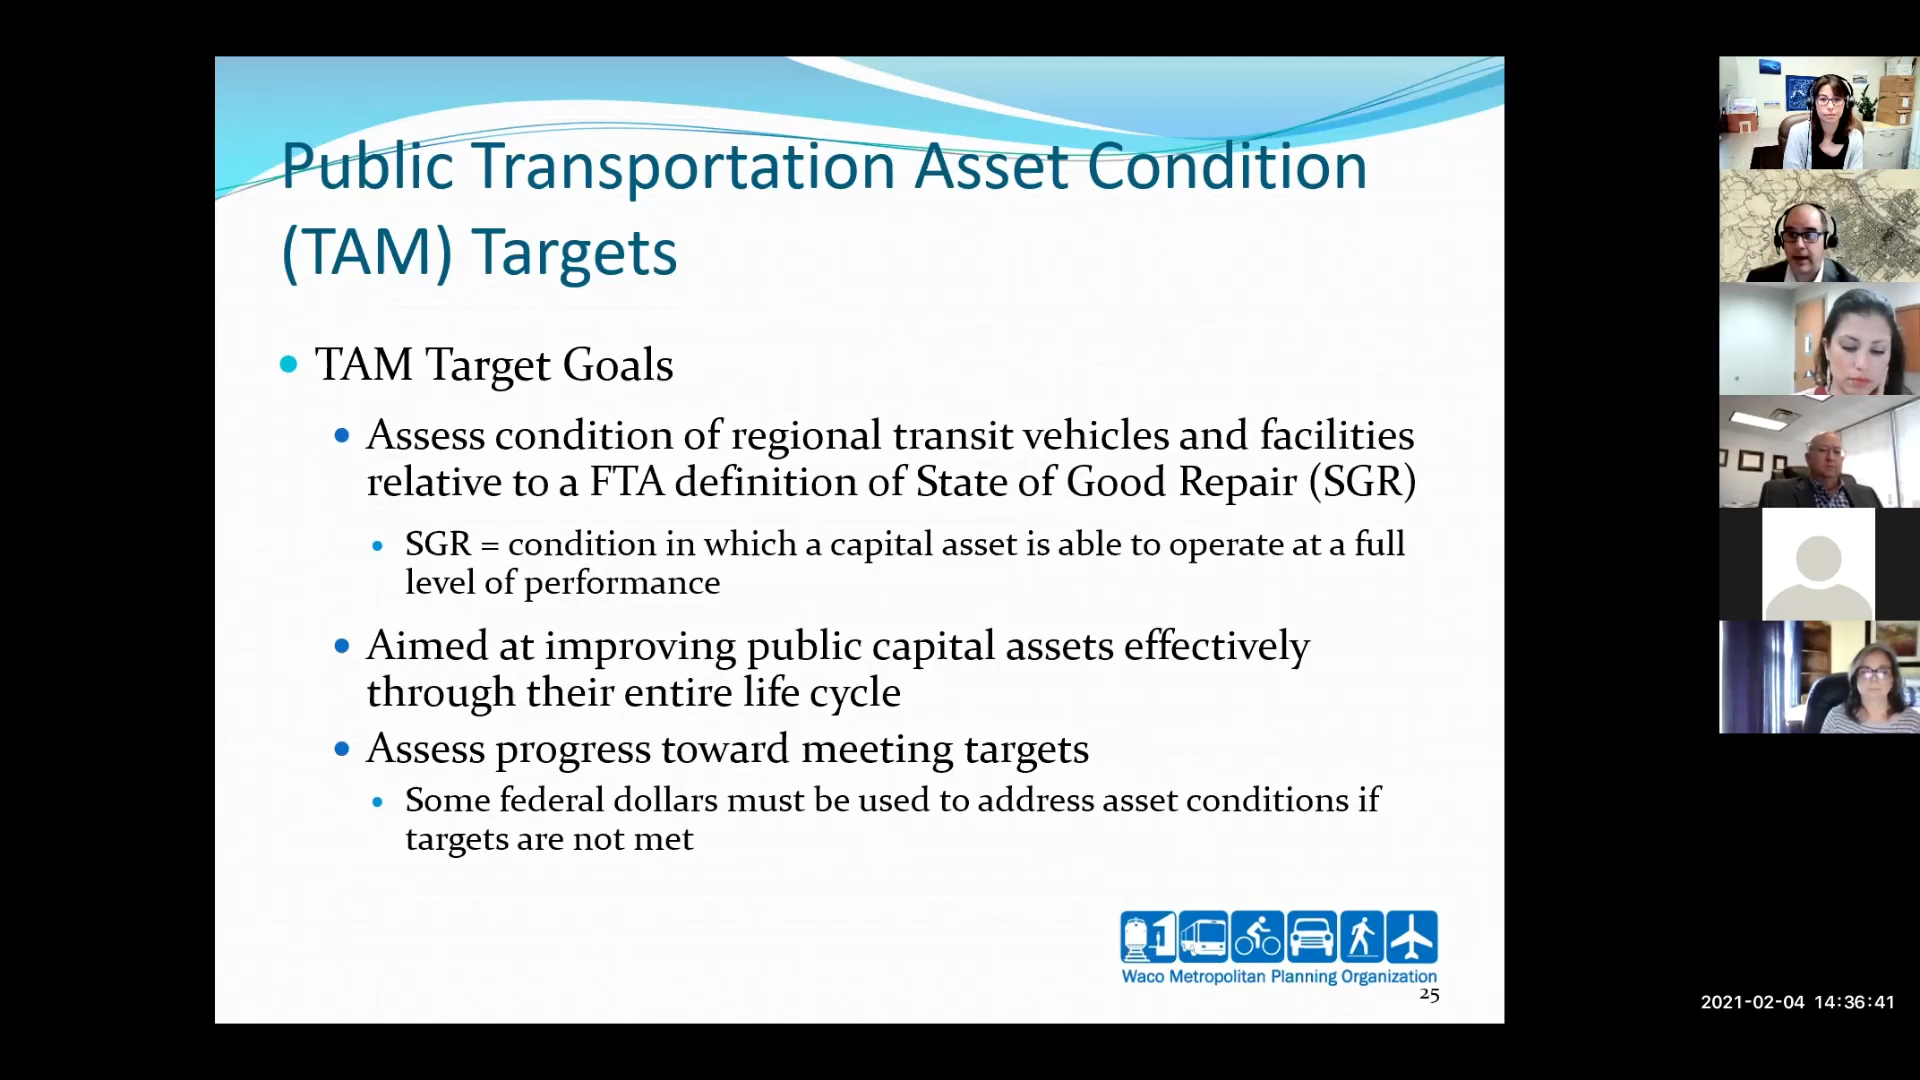 Public Transportation Asset Condition
(TAM) Targets
• TAM Target Goals
• Assess condition of regional transit vehicles and facilities
relative to a FTA definition of State of Good Repair (SGR)
• SGR = condition in which a capital asset is able to operate at a full
level of performance
• Aimed at improving public capital assets effectively
through their entire life cycle
• Assess progress toward meeting targets
• Some federal dollars must be used to address asset conditions if
targets are not met
Waco Metropolitan Planning Organization
25
2021-02-04 14:36:41